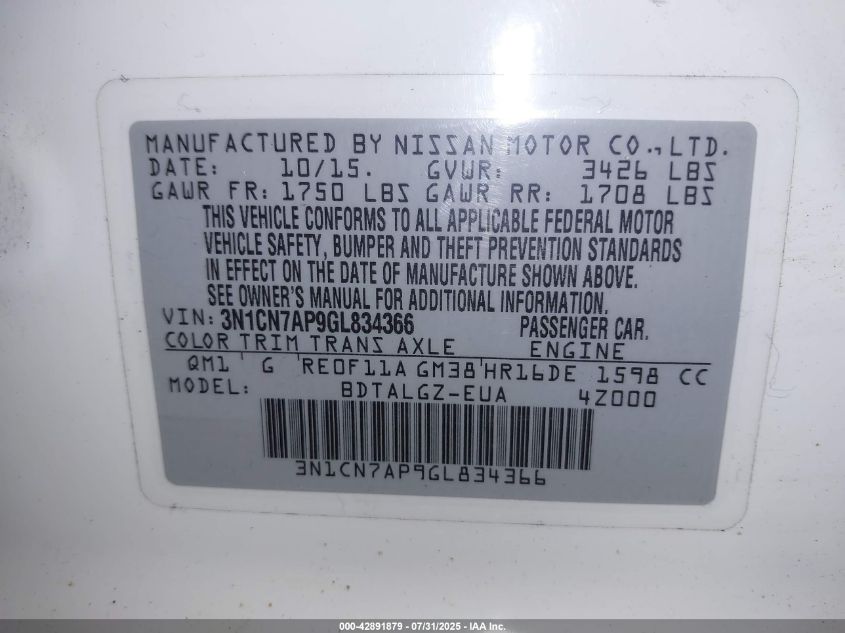 MANUFACTURED BY NISSAN MOTOR CO.,LTD.
DATE: 10/15. GVWR: 3426 LBS
GAWR FR: 1750 LBS GAWR RR: 1708 LBS
THIS VEHICLE CONFORMS TO ALL APPLICABLE FEDERAL MOTOR
VEHICLE SAFETY, BUMPER AND THEFT PREVENTION STANDARDS
IN EFFECT ON THE DATE OF MANUFACTURE SHOWN ABOVE.
SEE OWNER'S MANUAL FOR ADDITIONAL INFORMATION.
VIN: 3N1CN7AP9GL834366 PASSENGER CAR.
COLOR TRIM TRANS AXLE ENGINE
QM1 G RE0F11A GM38 HR16DE 1598 CC
MODEL: BDTALGZ-EUA 4Z000
3N1CN7AP9GL834366
000-42891879 / 07/31/2025 - IAA Inc.